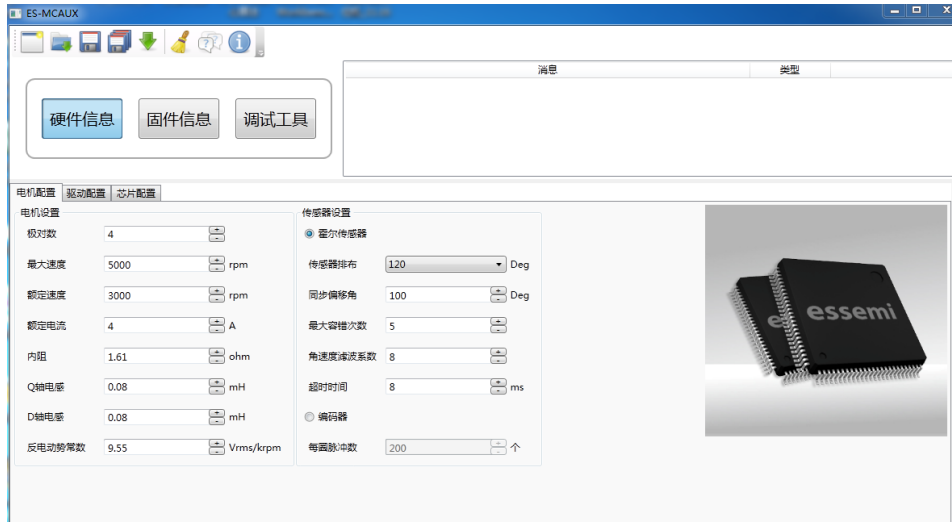 ES-MCAUX
消息 类型
硬件信息 固件信息 调试工具
电机配置 驱动配置 芯片配置
电机设置 传感器设置
极对数 4 霍尔传感器
最大速度 5000 rpm 传感器排布 120 Deg
额定速度 3000 rpm 同步偏移角 100 Deg
额定电流 4 A 最大容错次数 5
内阻 1.61 ohm 角速度滤波系数 8
Q轴电感 0.08 mH 超时时间 8 ms
D轴电感 0.08 mH 编码器
反电动势常数 9.55 Vrms/krpm 每圈脉冲数 200 个
essemi